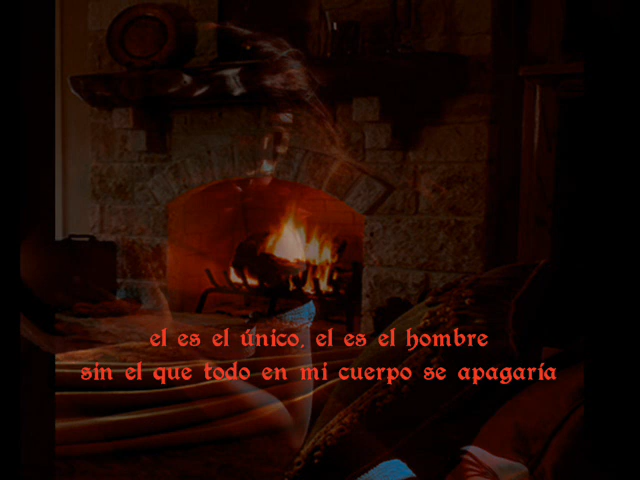 el es el único, el es el hombre
sin el que todo en mi cuerpo se apagaría